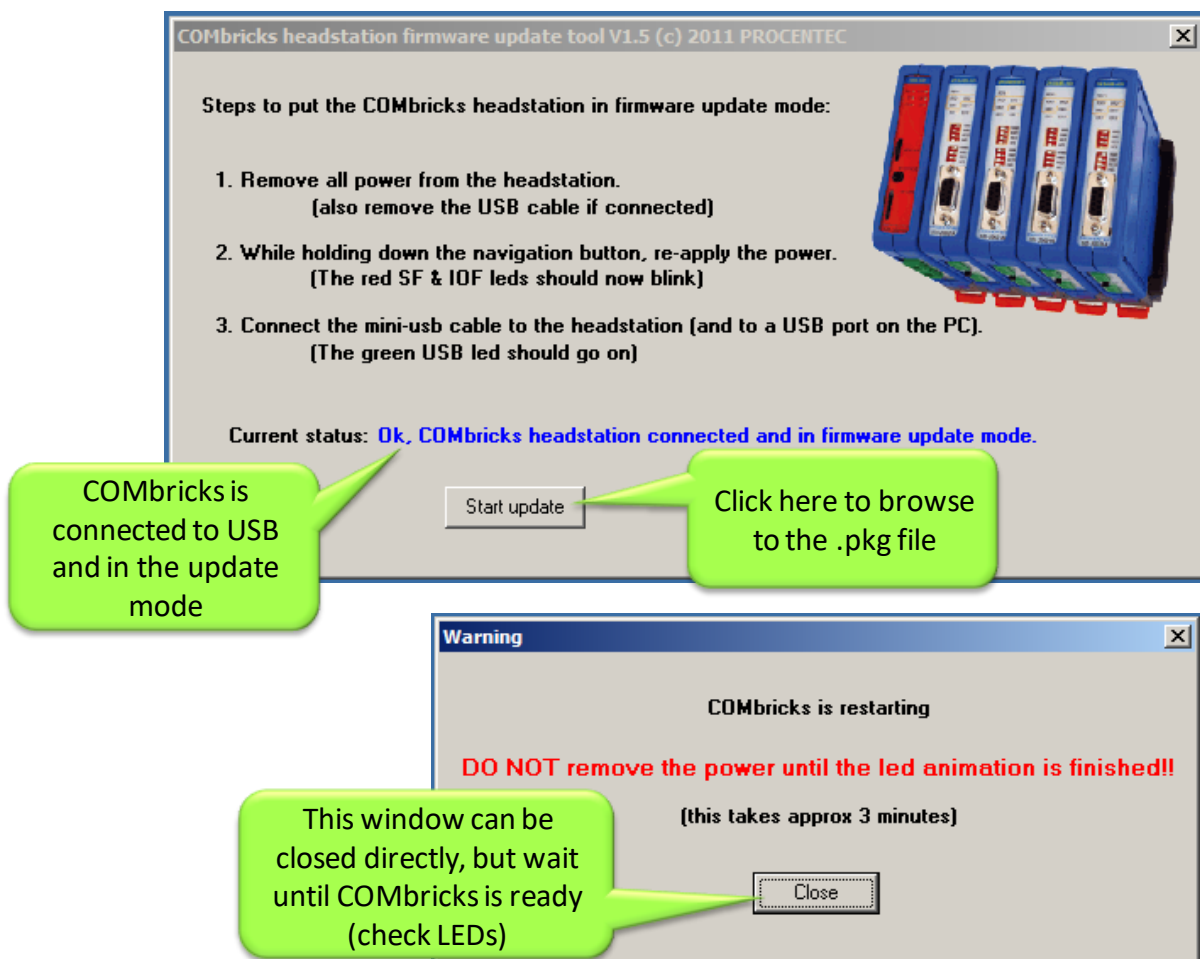 COMbricks headstation firmware update tool V1.5 (c) 2011 PROCENTEC
Steps to put the COMbricks headstation in firmware update mode:
1. Remove all power from the headstation.
(also remove the USB cable if connected)
2. While holding down the navigation button, re-apply the power.
(The red SF & IOF leds should now blink)
3. Connect the mini-usb cable to the headstation (and to a USB port on the PC).
(The green USB led should go on)
Current status: Ok, COMbricks headstation connected and in firmware update mode.
COMbricks is
connected to USB
and in the update
mode
Start update
Click here to browse
to the .pkg file
Warning
COMbricks is restarting
DO NOT remove the power until the led animation is finished!!
(this takes approx 3 minutes)
This window can be
closed directly, but wait
until COMbricks is ready
(check LEDs)
Close